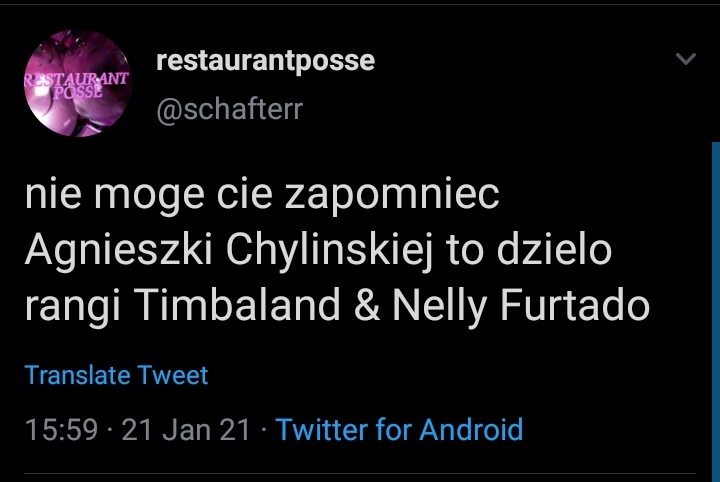 RESTAURANT
POSSE
restaurantposse
@schafterr
nie moge cie zapomniec
Agnieszki Chylinskiej to dzielo
rangi Timbaland & Nelly Furtado
Translate Tweet
15:59 · 21 Jan 21 · Twitter for Android